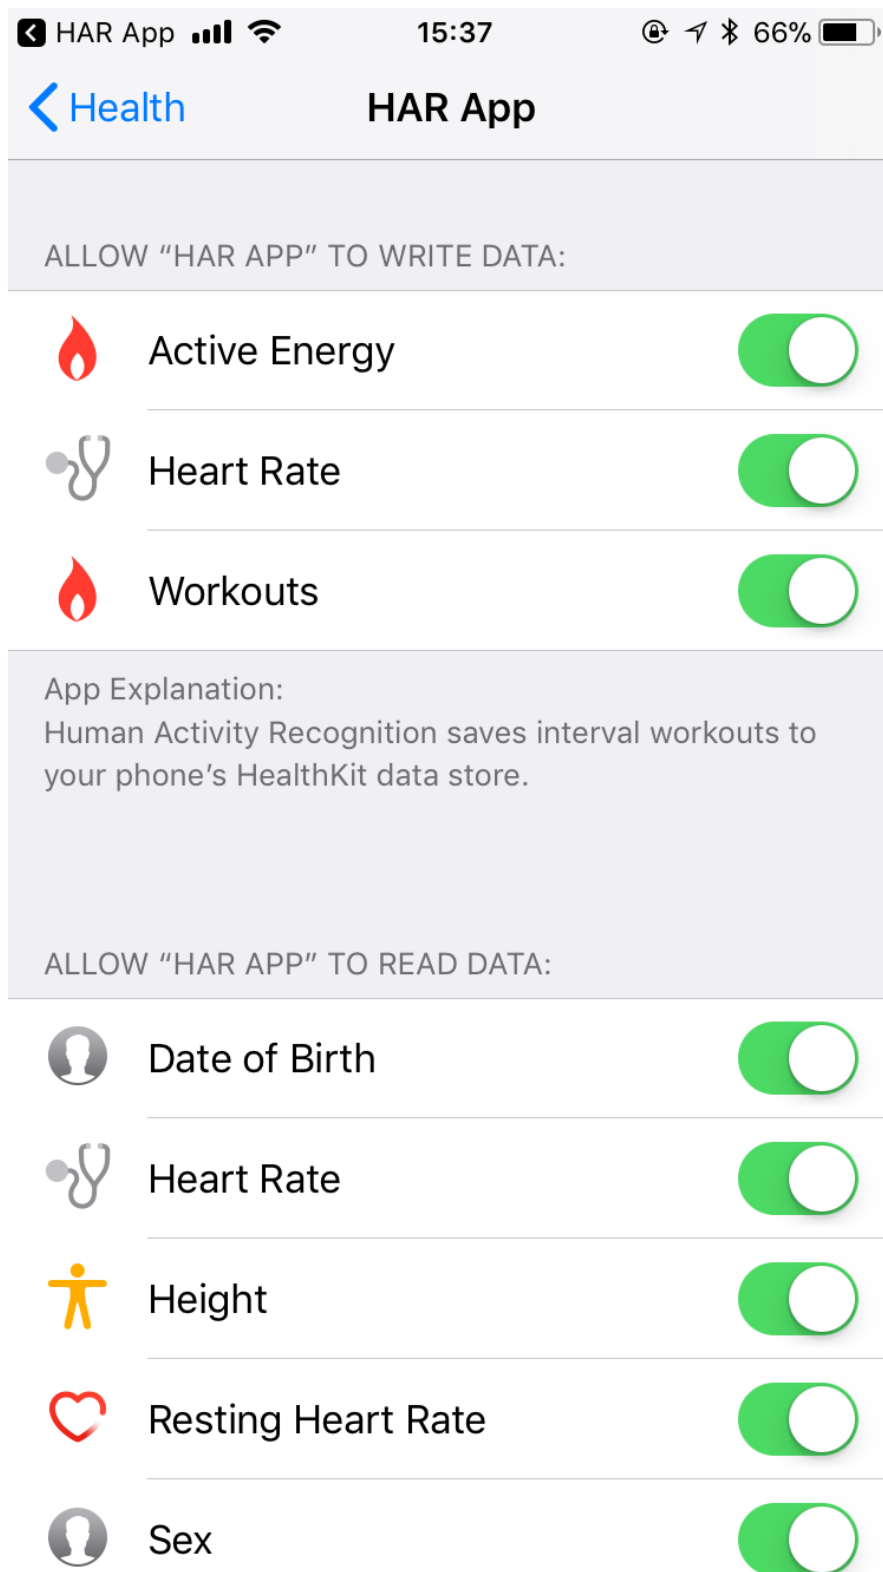 HAR App 15:37 66%
Health HAR App
ALLOW “HAR APP” TO WRITE DATA:
Active Energy
Heart Rate
Workouts
App Explanation:
Human Activity Recognition saves interval workouts to
your phone’s HealthKit data store.
ALLOW “HAR APP” TO READ DATA:
Date of Birth
Heart Rate
Height
Resting Heart Rate
Sex